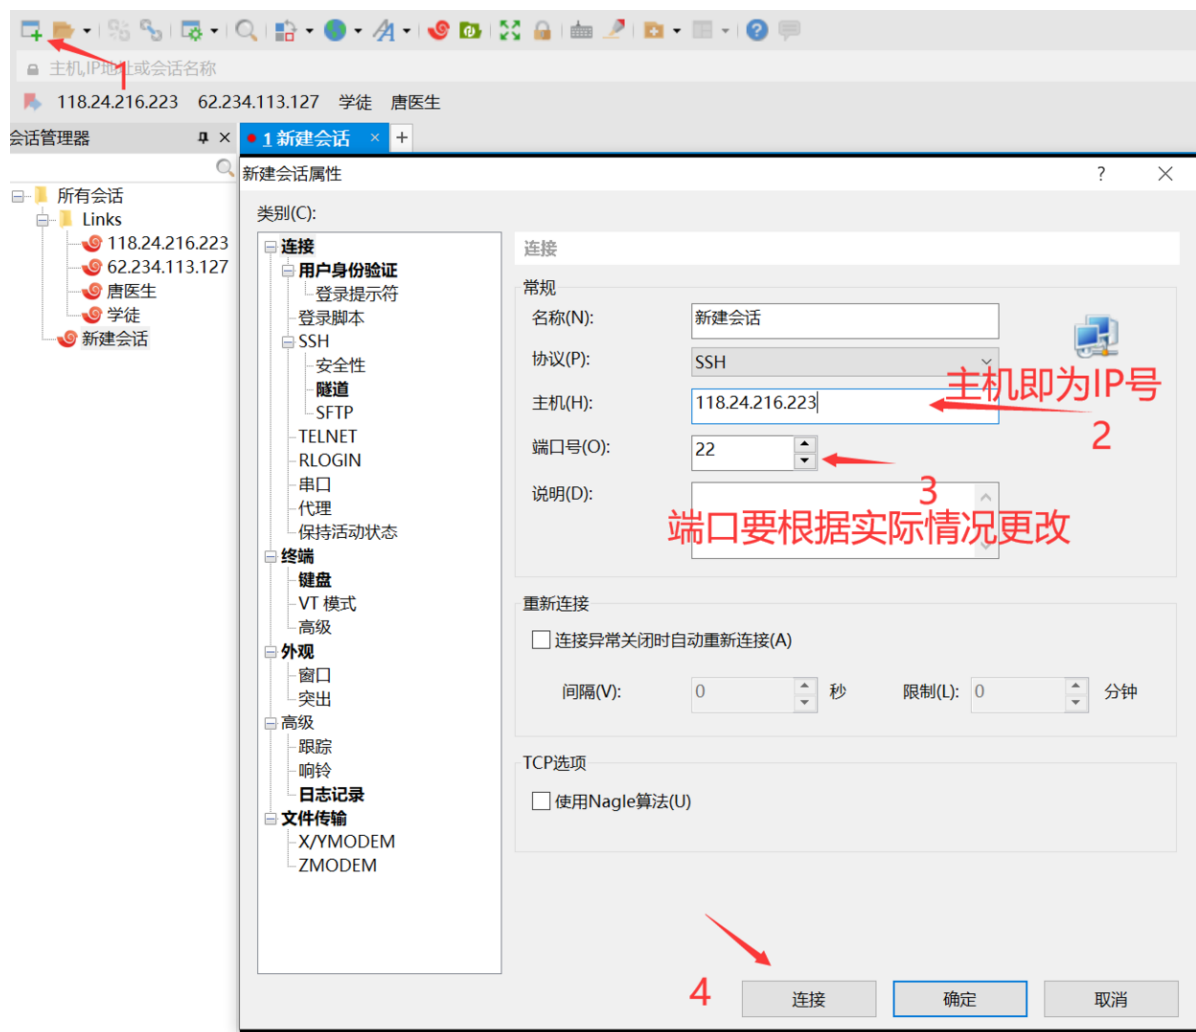 1
主机,IP地址或会话名称
118.24.216.223 62.234.113.127 学徒 唐医生
会话管理器
1 新建会话
新建会话属性
所有会话
Links
118.24.216.223
62.234.113.127
唐医生
学徒
新建会话
类别(C):
连接
用户身份验证
登录提示符
登录脚本
SSH
安全性
隧道
SFTP
TELNET
RLOGIN
串口
代理
保持活动状态
终端
键盘
VT 模式
高级
外观
窗口
突出
高级
跟踪
响铃
日志记录
文件传输
X/YMODEM
ZMODEM
连接
常规
名称(N): 新建会话
协议(P): SSH
主机(H): 118.24.216.223
主机即为IP号
2
端口号(O): 22
3
说明(D):
端口要根据实际情况更改
重新连接
连接异常关闭时自动重新连接(A)
间隔(V): 0 秒 限制(L): 0 分钟
TCP选项
使用Nagle算法(U)
4
连接 确定 取消